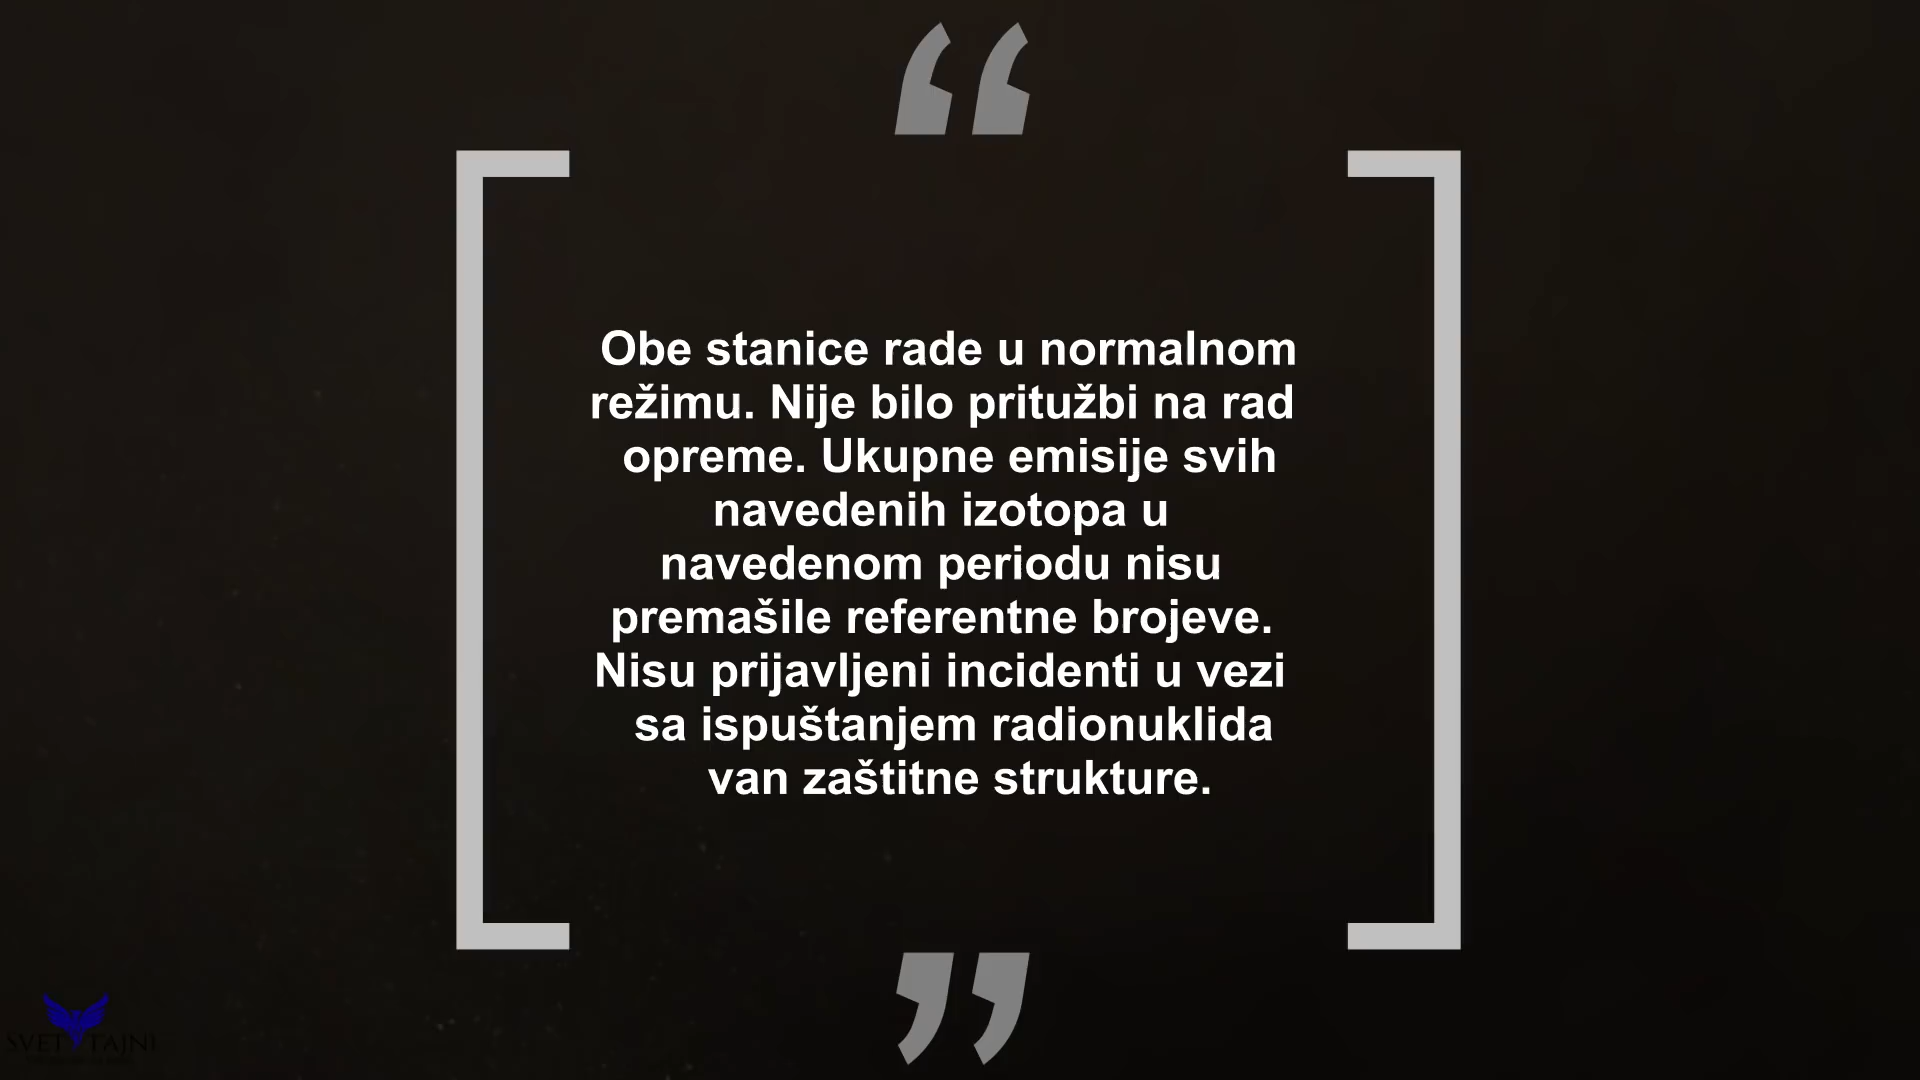 Obe stanice rade u normalnom
režimu. Nije bilo pritužbi na rad
opreme. Ukupne emisije svih
navedenih izotopa u
navedenom periodu nisu
premašile referentne brojeve.
Nisu prijavljeni incidenti u vezi
sa ispuštanjem radionuklida
van zaštitne strukture.
SVET TAJNI